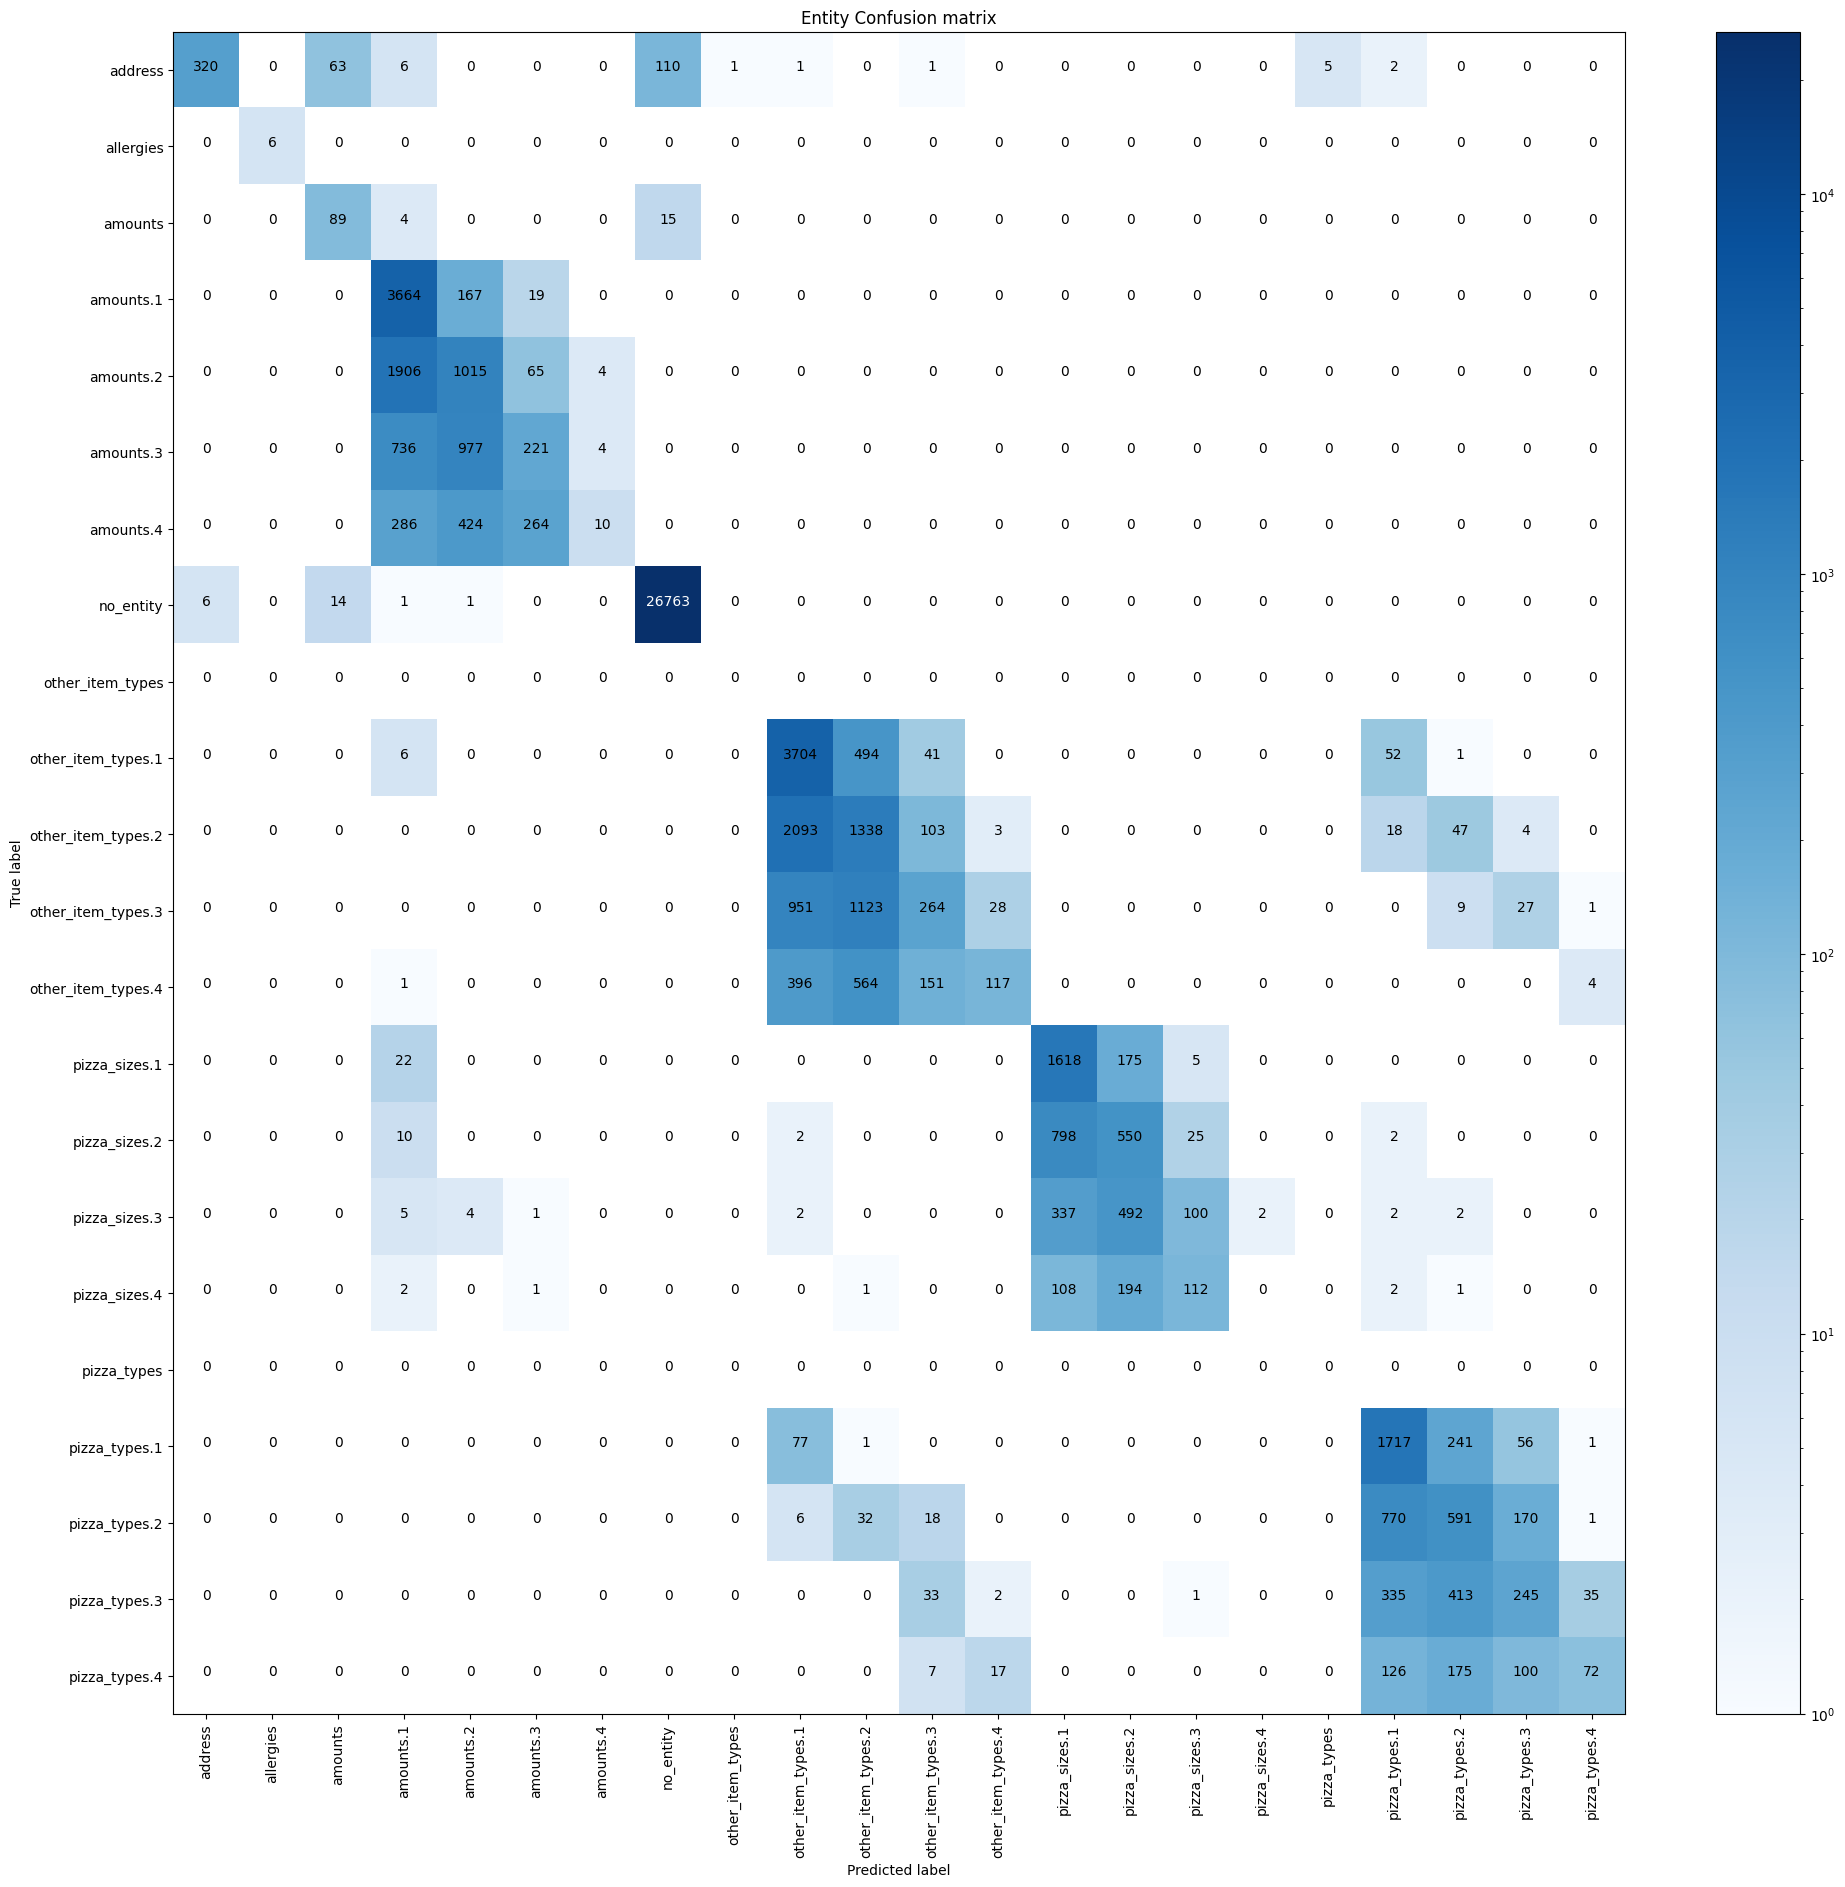 Entity Confusion matrix
address 320 0 63 6 0 0 0 110 1 1 0 1 0 0 0 0 0 5 2 0 0 0
allergies 0 6 0 0 0 0 0 0 0 0 0 0 0 0 0 0 0 0 0 0 0 0
amounts 0 0 89 4 0 0 0 15 0 0 0 0 0 0 0 0 0 0 0 0 0 0
amounts.1 0 0 0 3664 167 19 0 0 0 0 0 0 0 0 0 0 0 0 0 0 0 0
amounts.2 0 0 0 1906 1015 65 4 0 0 0 0 0 0 0 0 0 0 0 0 0 0 0
amounts.3 0 0 0 736 977 221 4 0 0 0 0 0 0 0 0 0 0 0 0 0 0 0
amounts.4 0 0 0 286 424 264 10 0 0 0 0 0 0 0 0 0 0 0 0 0 0 0
no_entity 6 0 14 1 1 0 0 26763 0 0 0 0 0 0 0 0 0 0 0 0 0 0
other_item_types 0 0 0 0 0 0 0 0 0 0 0 0 0 0 0 0 0 0 0 0 0 0
other_item_types.1 0 0 0 6 0 0 0 0 0 3704 494 41 0 0 0 0 0 0 52 1 0 0
other_item_types.2 0 0 0 0 0 0 0 0 0 2093 1338 103 3 0 0 0 0 0 18 47 4 0
other_item_types.3 0 0 0 0 0 0 0 0 0 951 1123 264 28 0 0 0 0 0 0 9 27 1
other_item_types.4 0 0 0 1 0 0 0 0 0 396 564 151 117 0 0 0 0 0 0 0 0 4
pizza_sizes.1 0 0 0 22 0 0 0 0 0 0 0 0 0 1618 175 5 0 0 0 0 0 0
pizza_sizes.2 0 0 0 10 0 0 0 0 0 2 0 0 0 798 550 25 0 0 2 0 0 0
pizza_sizes.3 0 0 0 5 4 1 0 0 0 2 0 0 0 337 492 100 2 0 2 2 0 0
pizza_sizes.4 0 0 0 2 0 1 0 0 0 0 1 0 0 108 194 112 0 0 2 1 0 0
pizza_types 0 0 0 0 0 0 0 0 0 0 0 0 0 0 0 0 0 0 0 0 0 0
pizza_types.1 0 0 0 0 0 0 0 0 0 77 1 0 0 0 0 0 0 0 1717 241 56 1
pizza_types.2 0 0 0 0 0 0 0 0 0 6 32 18 0 0 0 0 0 0 770 591 170 1
pizza_types.3 0 0 0 0 0 0 0 0 0 0 0 33 2 0 0 1 0 0 335 413 245 35
pizza_types.4 0 0 0 0 0 0 0 0 0 0 0 7 17 0 0 0 0 0 126 175 100 72
True label
address
allergies
amounts
amounts.1
amounts.2
amounts.3
amounts.4
no_entity
other_item_types
other_item_types.1
other_item_types.2
other_item_types.3
other_item_types.4
pizza_sizes.1
pizza_sizes.2
pizza_sizes.3
pizza_sizes.4
pizza_types
pizza_types.1
pizza_types.2
pizza_types.3
pizza_types.4
Predicted label
10⁴
10³
10²
10¹
10⁰